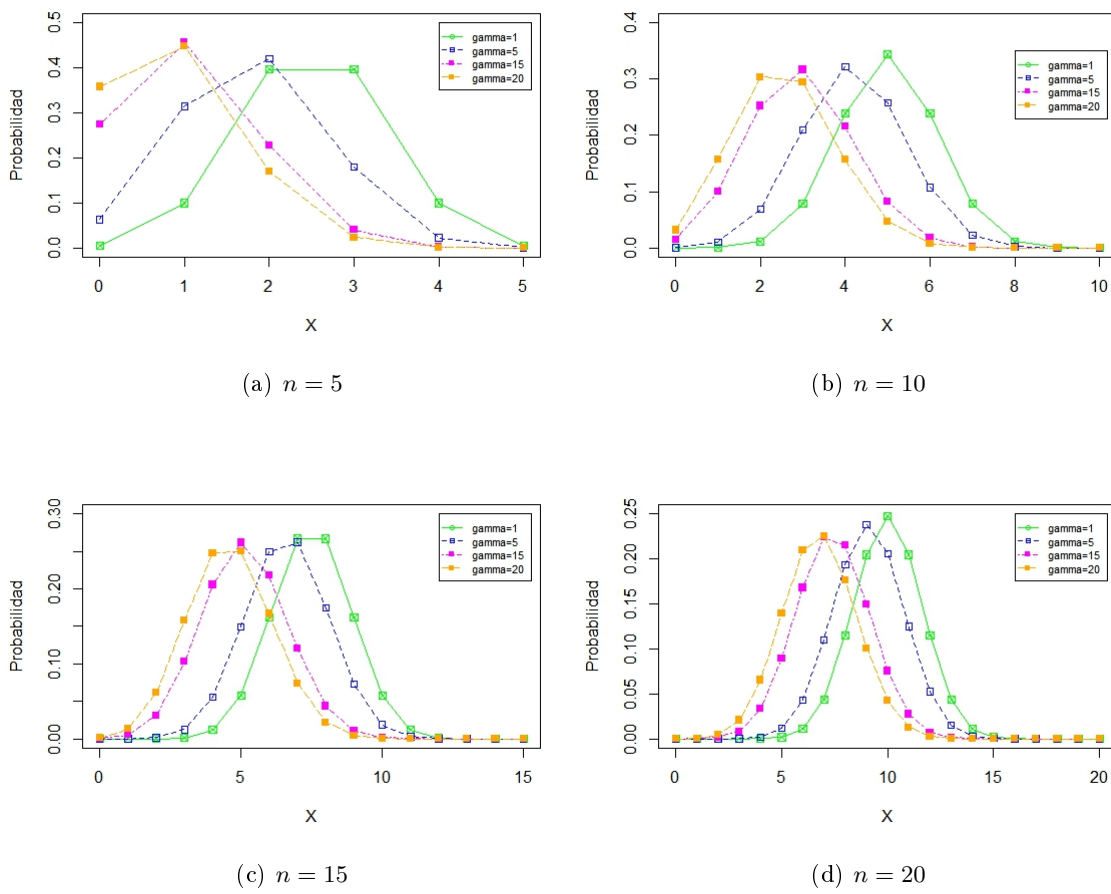 0.5
0.4
0.3
0.2
0.1
0.0
Probabilidad
gamma=1
gamma=5
gamma=15
gamma=20
0 1 2 3 4 5
X
(a) n = 5
0.4
0.3
0.2
0.1
0.0
Probabilidad
gamma=1
gamma=5
gamma=15
gamma=20
0 2 4 6 8 10
X
(b) n = 10
0.30
0.20
0.10
0.00
Probabilidad
gamma=1
gamma=5
gamma=15
gamma=20
0 5 10 15
X
(c) n = 15
0.25
0.20
0.15
0.10
0.05
0.00
Probabilidad
gamma=1
gamma=5
gamma=15
gamma=20
0 5 10 15 20
X
(d) n = 20